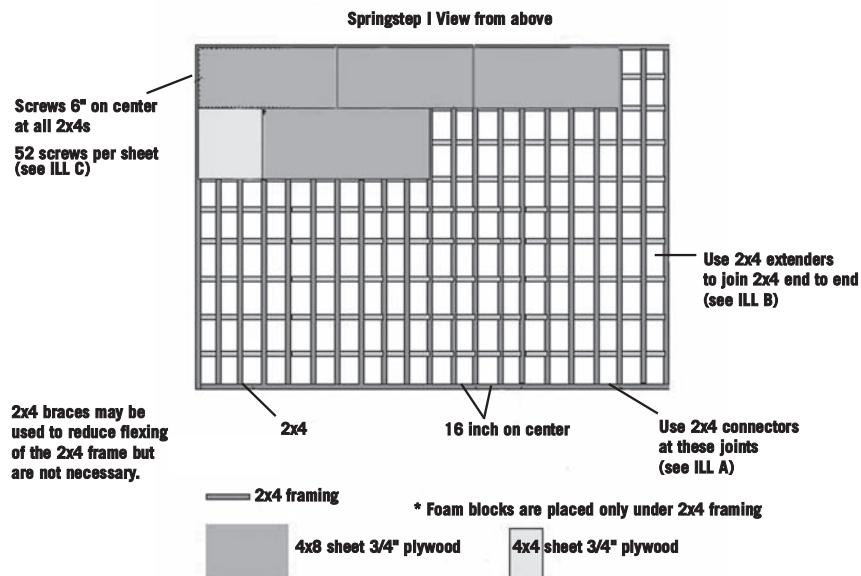 Springstep I View from above
Screws 6" on center
at all 2x4s
52 screws per sheet
(see ILL C)
Use 2x4 extenders
to join 2x4 end to end
(see ILL B)
2x4 braces may be
used to reduce flexing
of the 2x4 frame but
are not necessary.
2x4
16 inch on center
Use 2x4 connectors
at these joints
(see ILL A)
2x4 framing
* Foam blocks are placed only under 2x4 framing
4x8 sheet 3/4" plywood
4x4 sheet 3/4" plywood